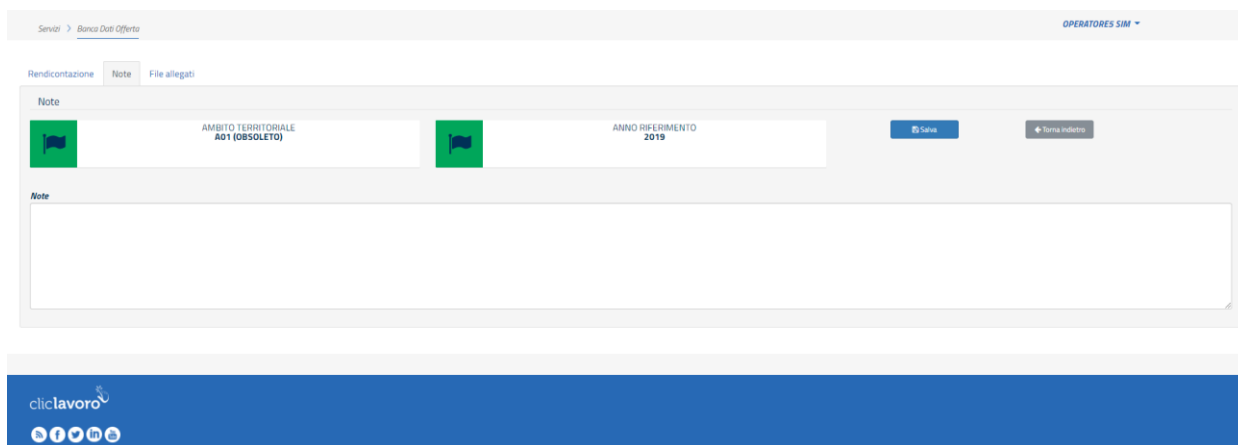 Servizi > Banca Dati Offerta
OPERATORES SIM
Rendicontazione Note File allegati
Note
AMBITO TERRITORIALE
A01 (OBSOLETO)
ANNO RIFERIMENTO
2019
Salva
Torna indietro
Note
cliclavoro